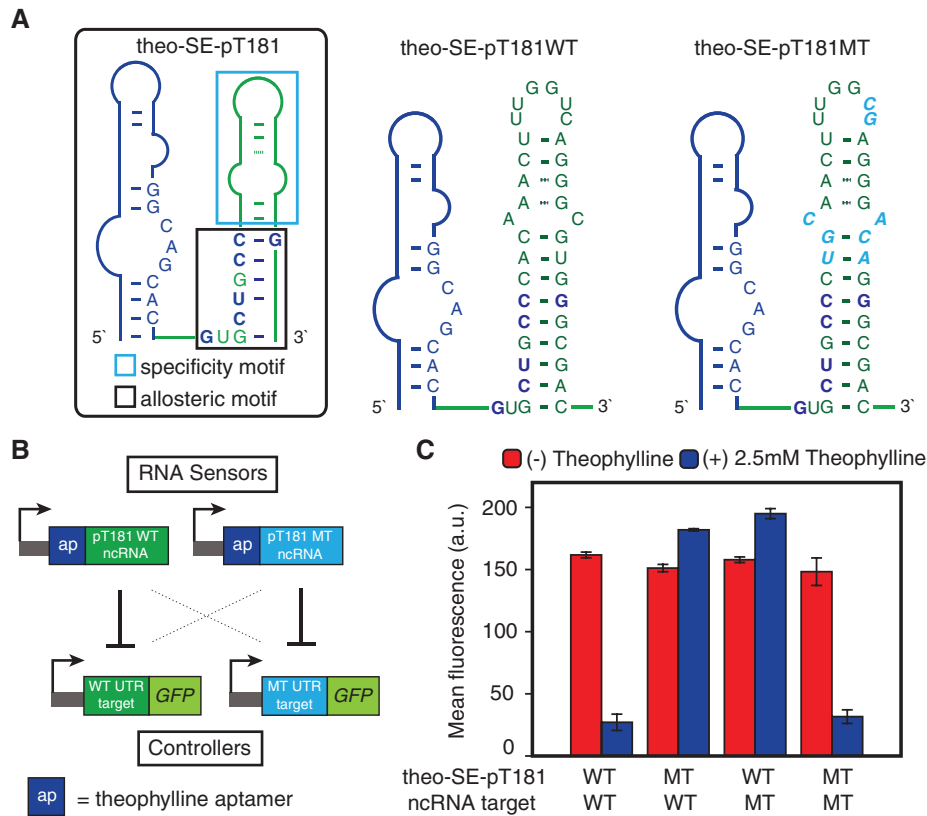 A
theo-SE-pT181
G
G
C
A
G
C
A
C
C
C
G
U
C
G
G U G
5` 3`
specificity motif
allosteric motif
theo-SE-pT181WT
G G
U U
U C
U A
C G
A G
A G
A C
C G
A U
C G
C G
C G
G C
U G
C A
G U G C
G
G
C
A
G
C
A
C
5` 3`
theo-SE-pT181MT
G G
U C
U G
U A
C G
A G
A G
C A
G C
U A
C G
C G
C G
G C
U G
C A
G U G C
G
G
C
A
G
C
A
C
5` 3`
B
RNA Sensors
ap
pT181 WT
ncRNA
ap
pT181 MT
ncRNA
WT UTR
target
GFP
MT UTR
target
GFP
Controllers
ap = theophylline aptamer
C
(-) Theophylline (+) 2.5mM Theophylline
Mean fluorescence (a.u.)
200
150
100
50
0
theo-SE-pT181 WT MT WT MT
ncRNA target WT WT MT MT